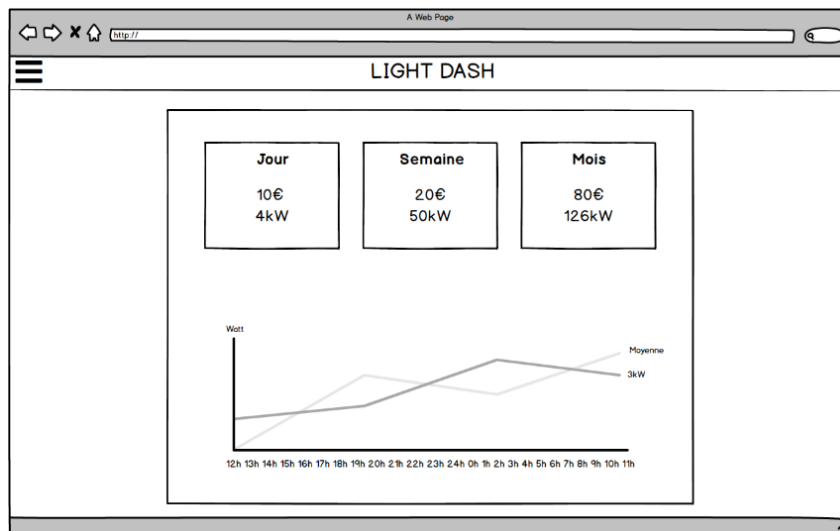 A Web Page
http://
LIGHT DASH
Jour
10€
4kW
Semaine
20€
50kW
Mois
80€
126kW
Watt
Moyenne
3kW
12h 13h 14h 15h 16h 17h 18h 19h 20h 21h 22h 23h 24h 0h 1h 2h 3h 4h 5h 6h 7h 8h 9h 10h 11h